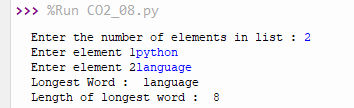 >>> %Run CO2_08.py
Enter the number of elements in list : 2
Enter element 1python
Enter element 2language
Longest Word :  language
Length of longest word :  8